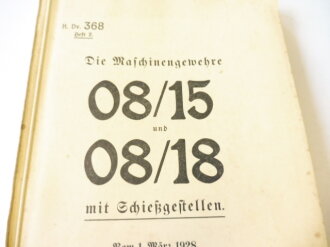 H. Dv. 368
Heft 2.
Die Maschinengewehre
08/15
und
08/18
mit Schießgestellen.
Vom 1. März 1928